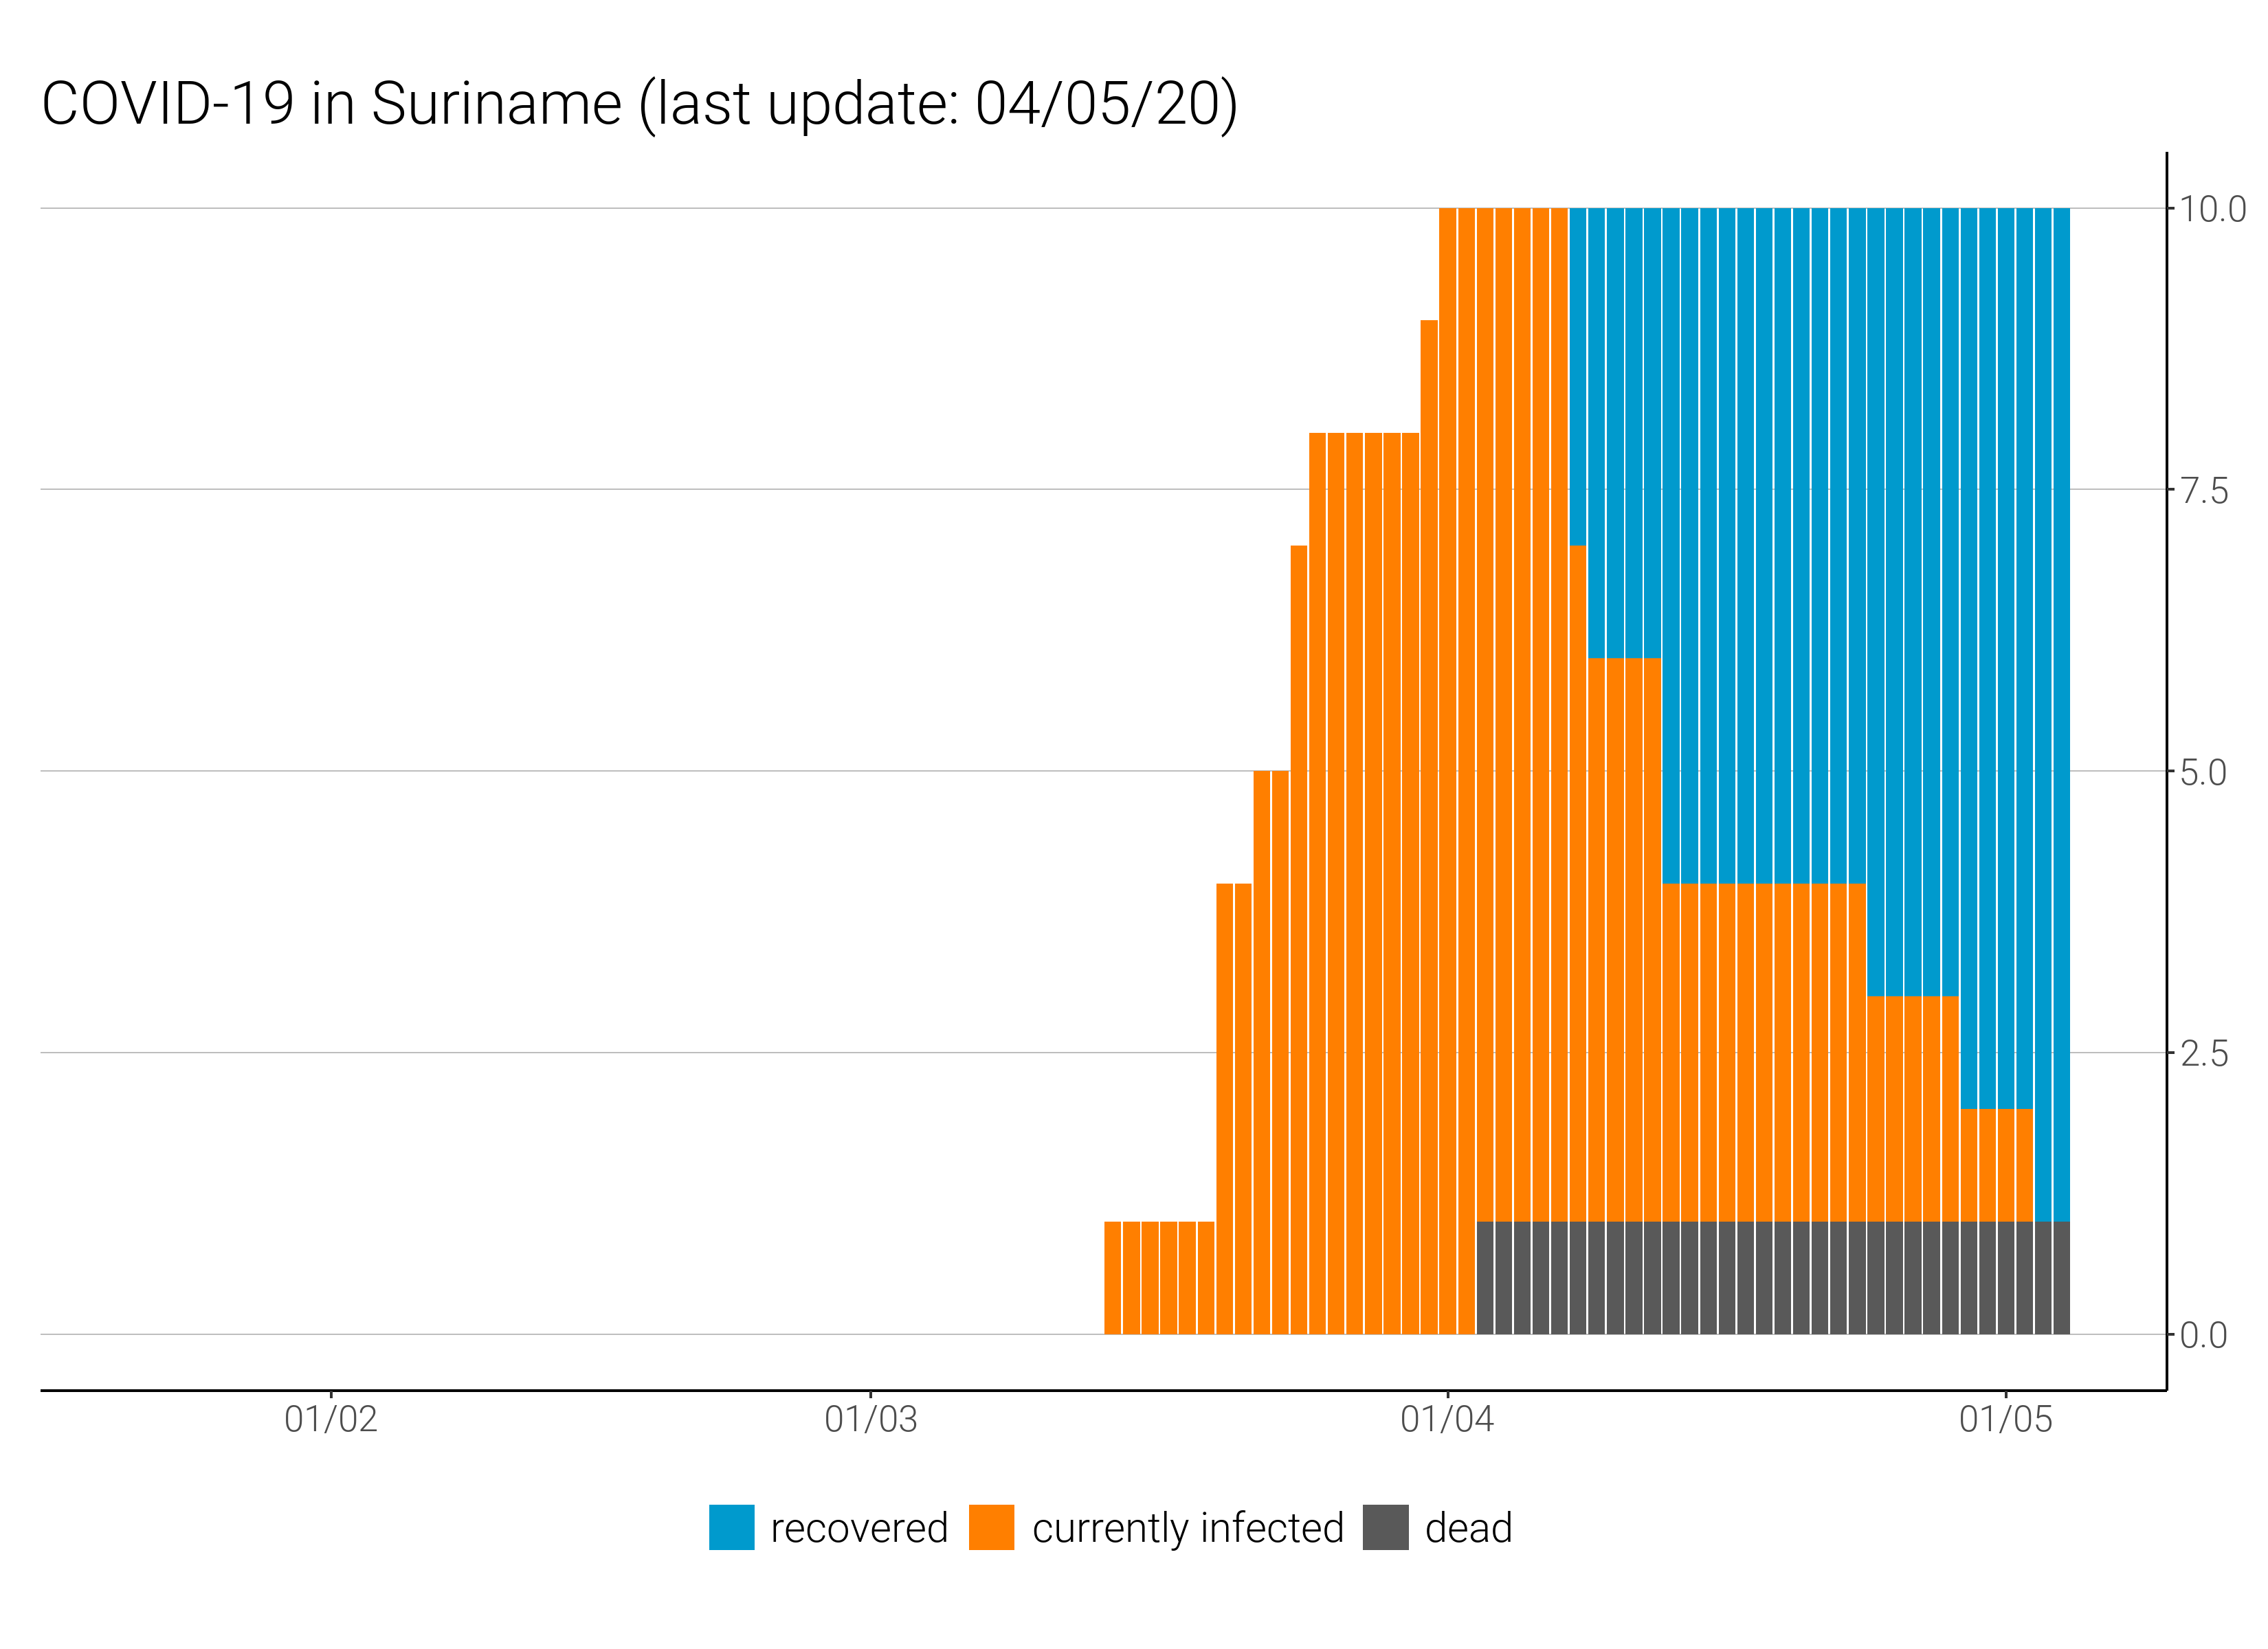 COVID-19 in Suriname (last update: 04/05/20)
10.0
7.5
5.0
2.5
0.0
01/02 01/03 01/04 01/05
recovered currently infected dead